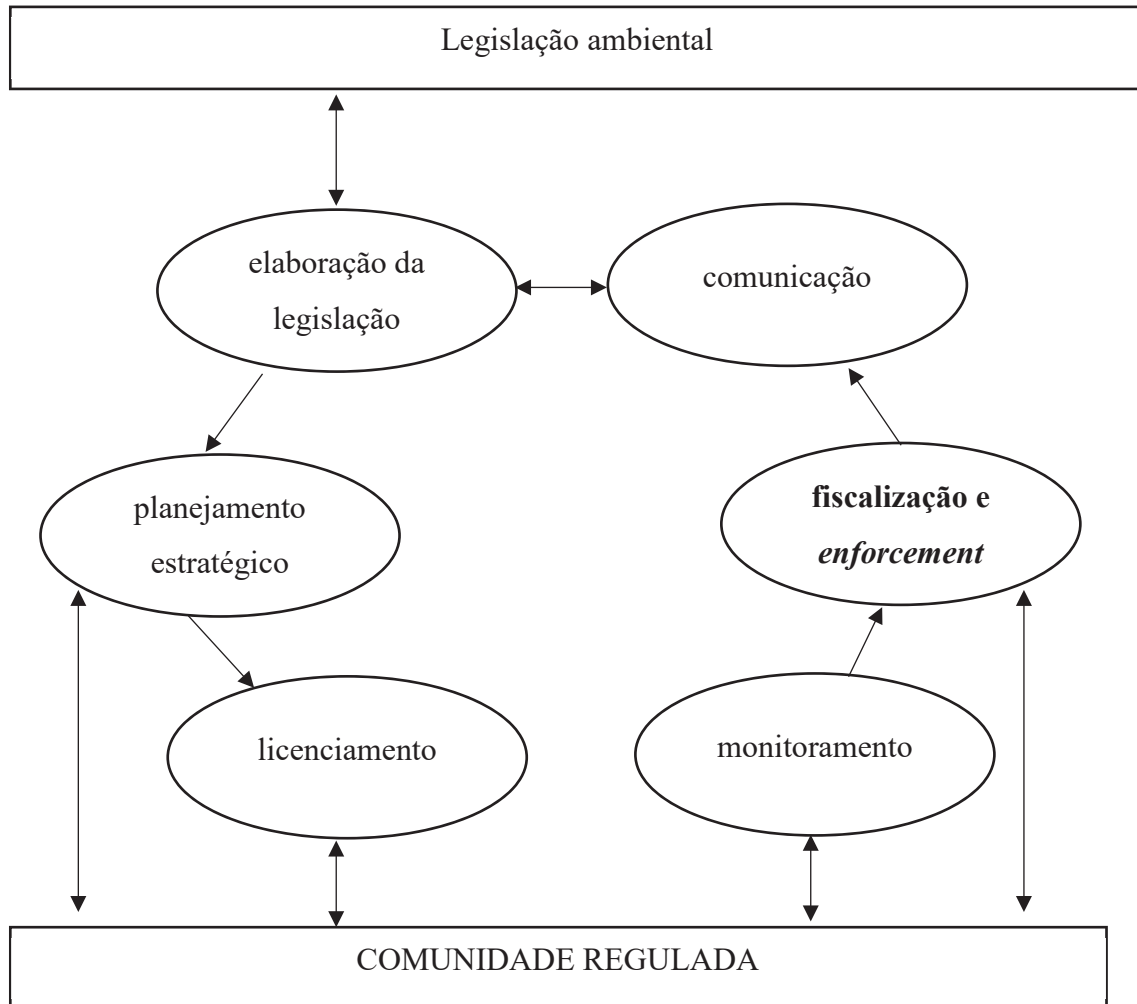 Legislação ambiental
elaboração da
legislação
comunicação
planejamento
estratégico
fiscalização e
enforcement
licenciamento
monitoramento
COMUNIDADE REGULADA